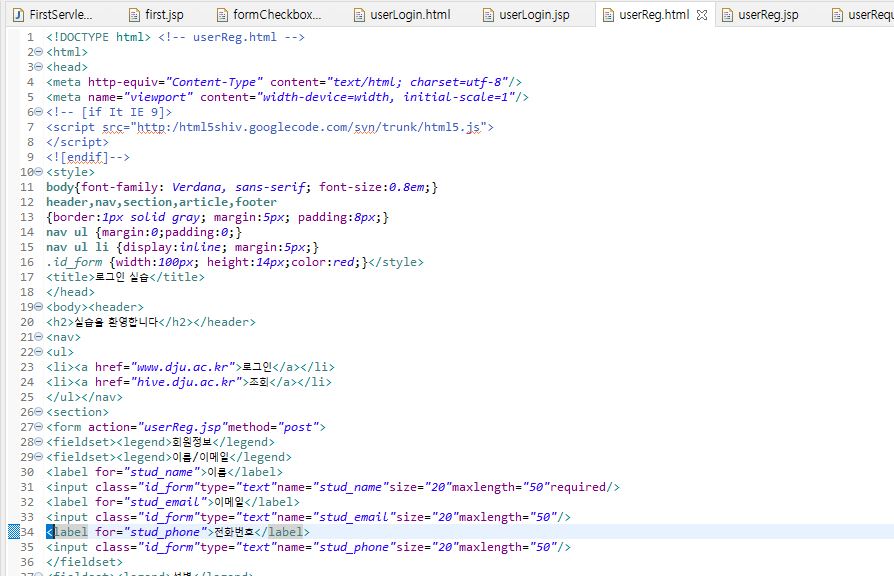 FirstServle... first.jsp formCheckbox... userLogin.html userLogin.jsp userReg.html userReg.jsp userRequ
1 <!DOCTYPE html> <!-- userReg.html -->
2 <html>
3 <head>
4 <meta http-equiv="Content-Type" content="text/html; charset=utf-8"/>
5 <meta name="viewport" content="width-device=width, initial-scale=1"/>
6 <!-- [if It IE 9]>
7 <script src="http:/html5shiv.googlecode.com/svn/trunk/html5.js">
8 </script>
9 <![endif]-->
10 <style>
11 body{font-family: Verdana, sans-serif; font-size:0.8em;}
12 header,nav,section,article,footer
13 {border:1px solid gray; margin:5px; padding:8px;}
14 nav ul {margin:0;padding:0;}
15 nav ul li {display:inline; margin:5px;}
16 .id_form {width:100px; height:14px;color:red;}</style>
17 <title>로그인 실습</title>
18 </head>
19 <body><header>
20 <h2>실습을 환영합니다</h2></header>
21 <nav>
22 <ul>
23 <li><a href="www.dju.ac.kr">로그인</a></li>
24 <li><a href="hive.dju.ac.kr">조회</a></li>
25 </ul></nav>
26 <section>
27 <form action="userReg.jsp"method="post">
28 <fieldset><legend>회원정보</legend>
29 <fieldset><legend>이름/이메일</legend>
30 <label for="stud_name">이름</label>
31 <input class="id_form"type="text"name="stud_name"size="20"maxlength="50"required/>
32 <label for="stud_email">이메일</label>
33 <input class="id_form"type="text"name="stud_email"size="20"maxlength="50"/>
34 <label for="stud_phone">전화번호</label>
35 <input class="id_form"type="text"name="stud_phone"size="20"maxlength="50"/>
36 </fieldset>
37 <fieldset><legend>성별</legend>